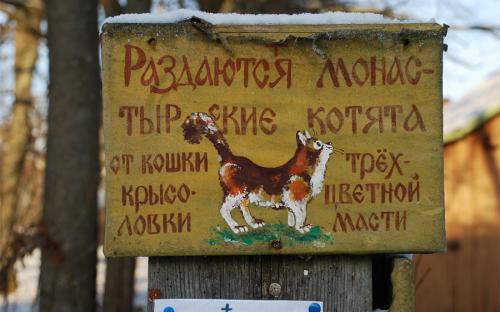 Раздаются монас-
тырские котята
от кошки трёх-
крысо- цветной
ловки масти